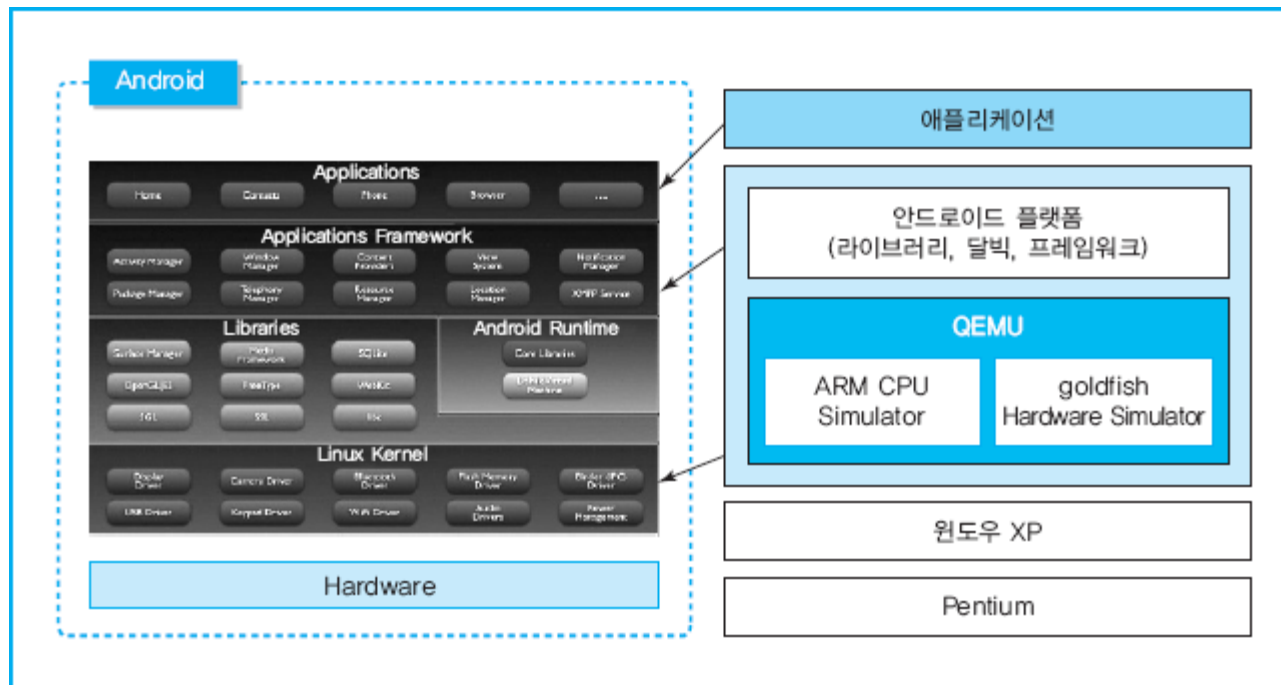 Android
Applications
Home
Contacts
Phone
Browser
...
Applications Framework
Activity Manager
Window
Manager
Content
Providers
View
System
Notification
Manager
Package Manager
Telephony
Manager
Resource
Manager
Location
Manager
XMPP Service
Libraries
Surface Manager
Media
Framework
SQLite
OpenGL|ES
FreeType
WebKit
SGL
SSL
libc
Android Runtime
Core Libraries
Dalvik Virtual
Machine
Linux Kernel
Display
Driver
Camera Driver
Bluetooth
Driver
Flash Memory
Driver
Binder (IPC)
Driver
USB Driver
Keypad Driver
WiFi Driver
Audio
Drivers
Power
Management
Hardware
애플리케이션
안드로이드 플랫폼
(라이브러리, 달빅, 프레임워크)
QEMU
ARM CPU
Simulator
goldfish
Hardware Simulator
윈도우 XP
Pentium